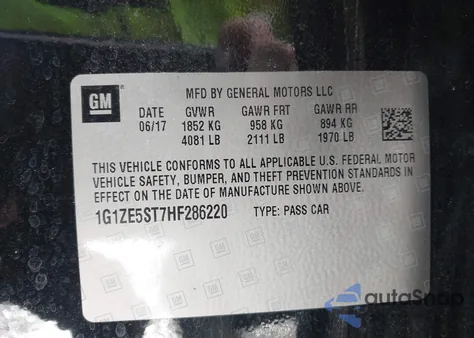 GM
MFD BY GENERAL MOTORS LLC
DATE GVWR GAWR FRT GAWR RR
06/17 1852 KG 958 KG 894 KG
4081 LB 2111 LB 1970 LB
THIS VEHICLE CONFORMS TO ALL APPLICABLE U.S. FEDERAL MOTOR
VEHICLE SAFETY, BUMPER, AND THEFT PREVENTION STANDARDS IN
EFFECT ON THE DATE OF MANUFACTURE SHOWN ABOVE.
1G1ZE5ST7HF286220 TYPE: PASS CAR
autoSnap